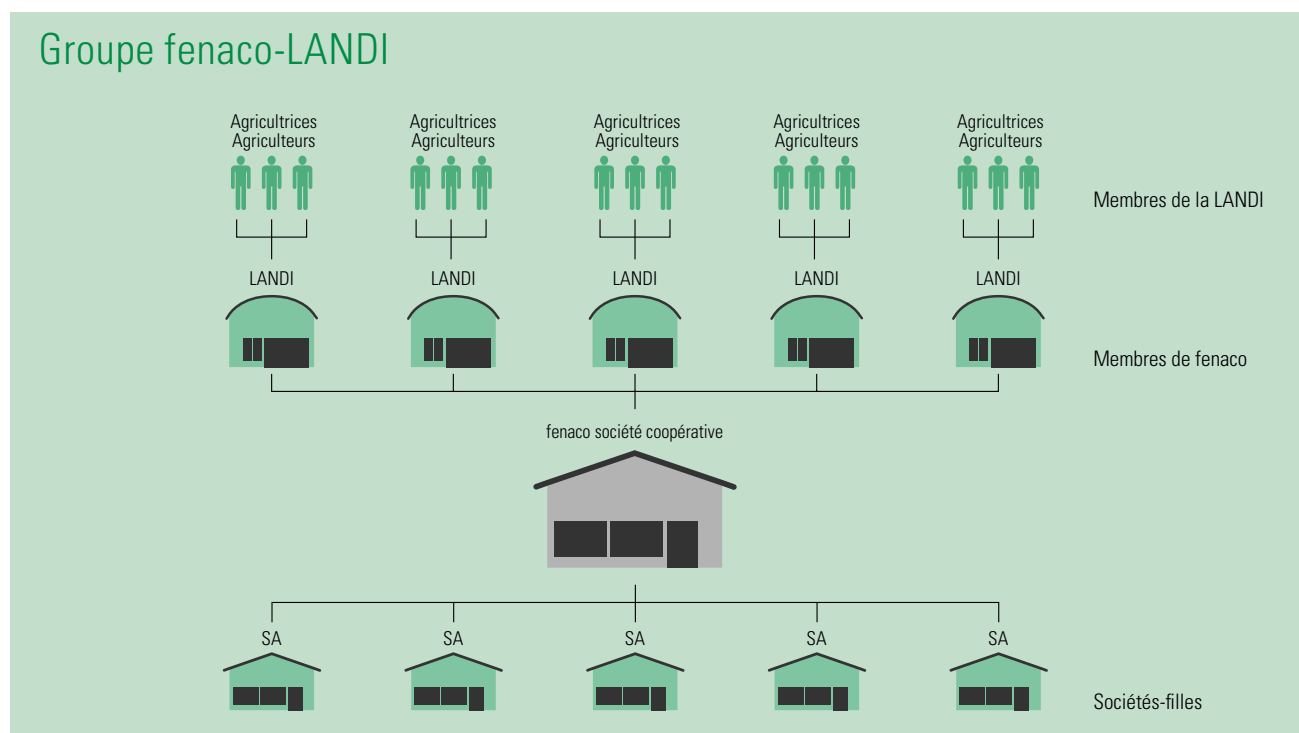 Groupe fenaco-LANDI
Agricultrices
Agriculteurs
Agricultrices
Agriculteurs
Agricultrices
Agriculteurs
Agricultrices
Agriculteurs
Agricultrices
Agriculteurs
Membres de la LANDI
LANDI
LANDI
LANDI
LANDI
LANDI
Membres de fenaco
fenaco société coopérative
SA
SA
SA
SA
SA
Sociétés-filles